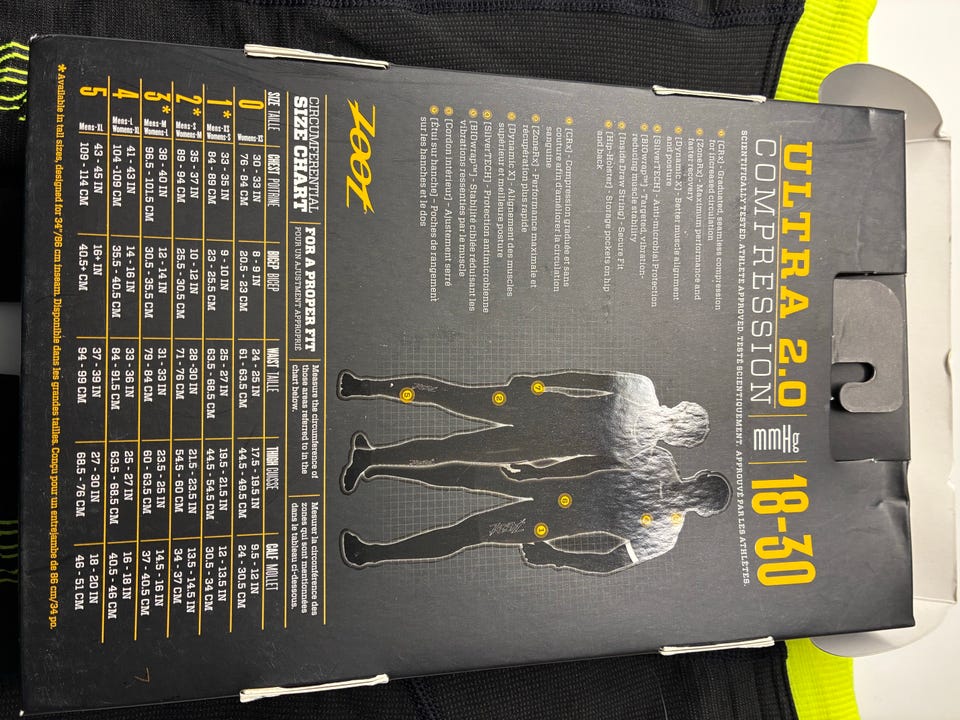 ULTRA 2.0
COMPRESSION
mmHg
18-30
SCIENTIFICALLY TESTED, ATHLETE APPROVED. TESTÉ SCIENTIFIQUEMENT, APPROUVÉ PAR LES ATHLÈTES.
[CRx] - Graduated, seamless compression
for increased circulation
[ZoneRx] - Maximum performance and
faster recovery
[Dynamic-X] - Better muscle alignment
and posture
[SilverTECH] - Anti-microbial Protection
[BIOwrap™] - Targeted, vibration-
reducing muscle stability
[Inside Draw String] - Secure Fit
[Hip-Holster] - Storage pockets on hip
and back
[CRx] - Compression graduée et sans
couture afin d'améliorer la circulation
sanguine
[ZoneRx] - Performance maximale et
récupération plus rapide
[Dynamic X] - Alignement des muscles
supérieur et meilleure posture
[SilverTECH] - Protection antimicrobienne
[BIOwrap™] - Stabilité ciblée réduisant les
vibrations ressenties par le muscle
[Cordon intérieur] - Ajustement serré
[Étui sur hanche] - Poches de rangement
sur les hanches et le dos
zoot
CIRCUMFERENTIAL
SIZE CHART
FOR A PROPER FIT
POUR UN AJUSTMENT APPROPRIÉ
Measure the circumference of
those areas referred to in the
chart below.
Mesurer la circonférence des
zones qui sont mentionnées
dans le tableau ci-dessous.
SIZE TAILLE CHEST POITRINE BICEP BICEP WAIST TAILLE THIGH CUISSE CALF MOLLET
0 Womens-XS 30 - 33 IN 8 - 9 IN 24 - 25 IN 17.5 - 19.5 IN 9.5 - 12 IN
76 - 84 CM 20.5 - 23 CM 61 - 63.5 CM 44.5 - 49.5 CM 24 - 30.5 CM
1* Mens-XS Womens-S 33 - 35 IN 9 - 10 IN 25 - 27 IN 19.5 - 21.5 IN 12 - 13.5 IN
84 - 89 CM 23 - 25.5 CM 63.5 - 68.5 CM 44.5 - 54.5 CM 30.5 - 34 CM
2* Mens-S Womens-M 35 - 37 IN 10 - 12 IN 28 - 30 IN 21.5 - 23.5 IN 13.5 - 14.5 IN
89 - 94 CM 25.5 - 30.5 CM 71 - 76 CM 54.5 - 60 CM 34 - 37 CM
3* Mens-M Womens-L 38 - 40 IN 12 - 14 IN 31 - 33 IN 23.5 - 25 IN 14.5 - 16 IN
96.5 - 101.5 CM 30.5 - 35.5 CM 79 - 84 CM 60 - 63.5 CM 37 - 40.5 CM
4 Mens-L Womens-XL 41 - 43 IN 14 - 16 IN 33 - 36 IN 25 - 27 IN 16 - 18 IN
104 - 109 CM 35.5 - 40.5 CM 84 - 91.5 CM 63.5 - 68.5 CM 40.5 - 46 CM
5 Mens-XL 43 - 45 IN 16+ IN 37 - 39 IN 27 - 30 IN 18 - 20 IN
109 - 114 CM 40.5+ CM 94 - 99 CM 68.5 - 76 CM 46 - 51 CM
* Available in tall sizes, designed for 34"/86 cm inseam. Disponible dans les grandes tailles. Conçu pour un entrejambe de 86 cm/34 po.